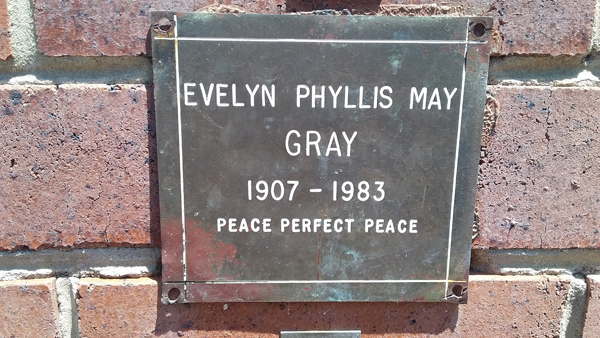 EVELYN PHYLLIS MAY
GRAY
1907 - 1983
PEACE PERFECT PEACE